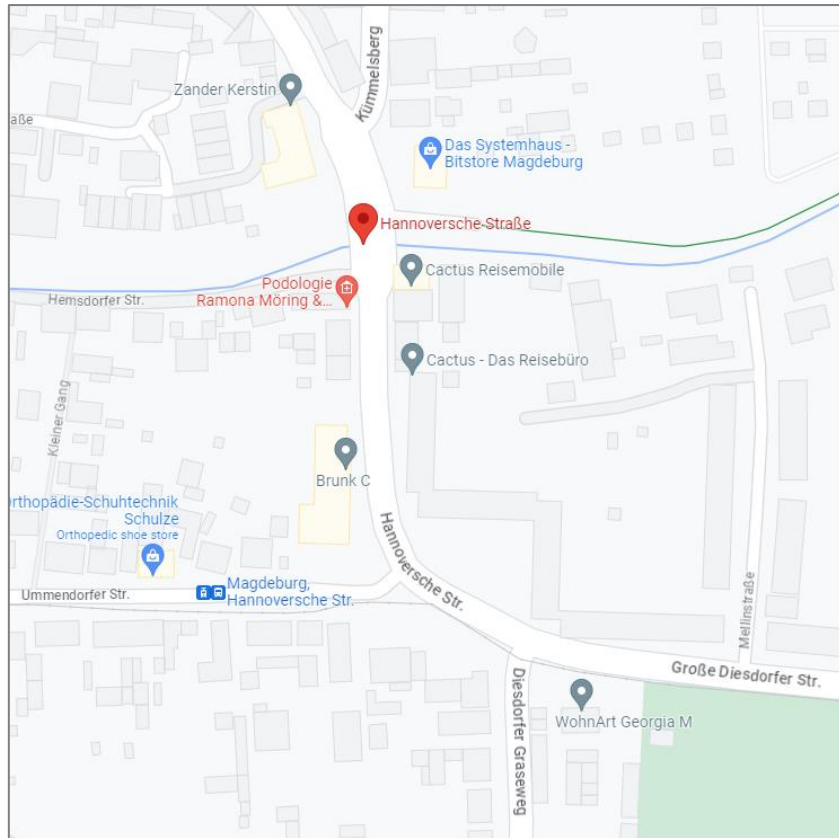 Zander Kerstin
Kümmelsberg
Das Systemhaus -
Bitstore Magdeburg
aße
Hannoversche-Straße
Cactus Reisemobile
Podologie
Ramona Möring &...
Hemsdorfer Str.
Cactus - Das Reisebüro
Kleiner Gang
Brunk C
Orthopädie-Schuhtechnik
Schulze
Orthopedic shoe store
Hannoversche Str.
Magdeburg,
Hannoversche Str.
Ummendorfer Str.
Mellinstraße
Große Diesdorfer Str.
Diesdorfer Graseweg
WohnArt Georgia M